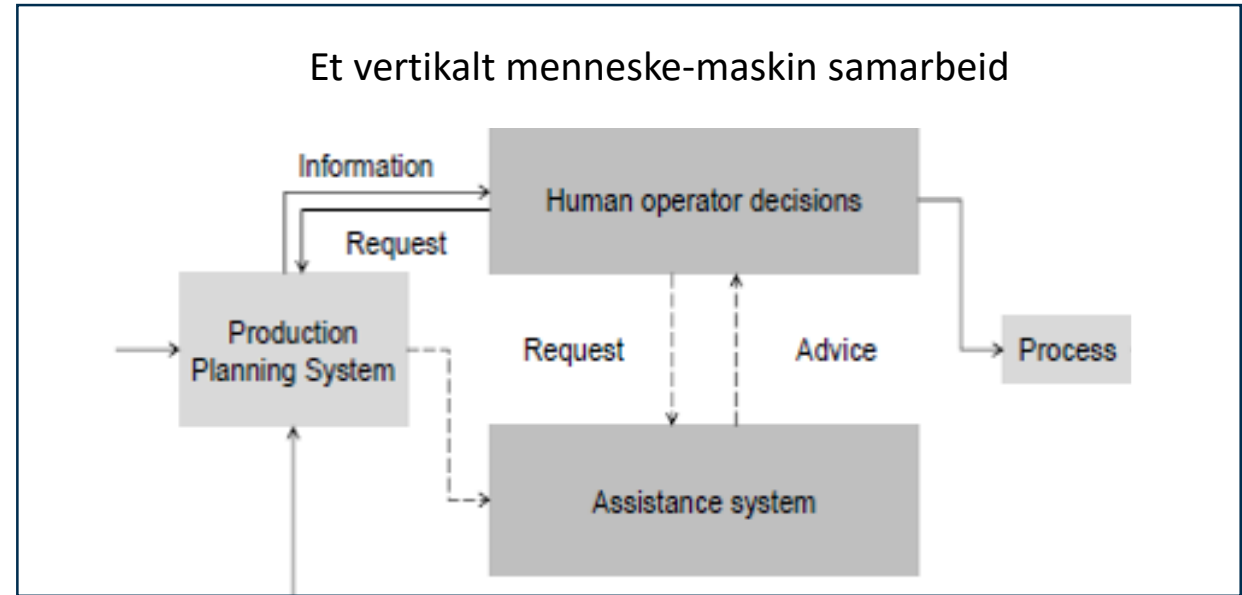 Et vertikalt menneske-maskin samarbeid
Information
Human operator decisions
Request
Production
Planning System
Request
Advice
Process
Assistance system